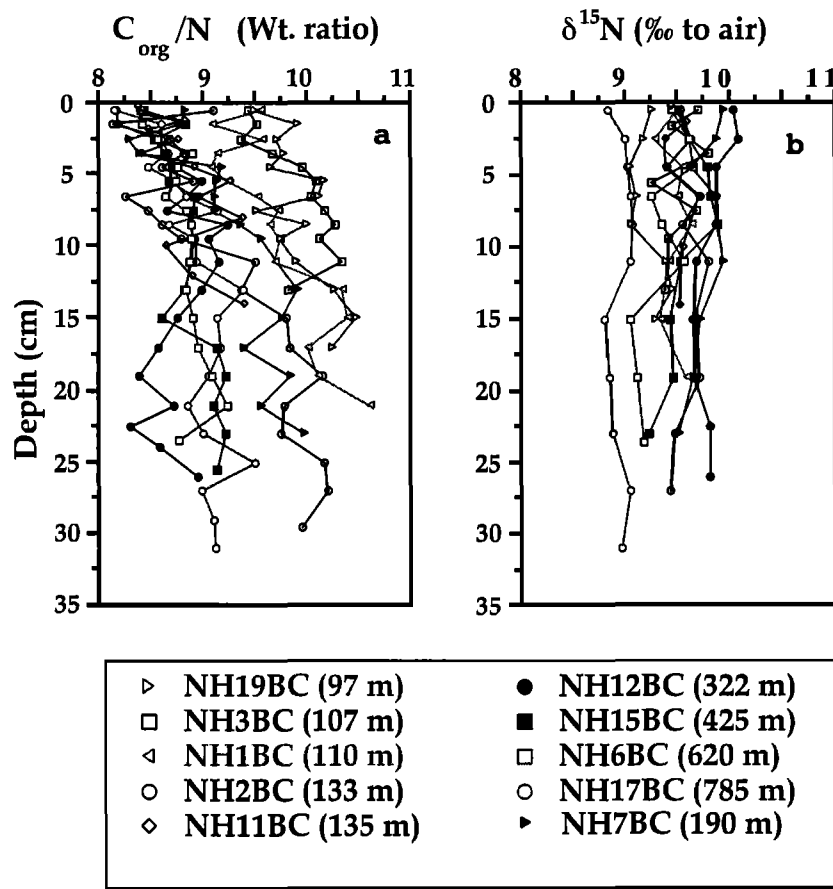 C_org/N (Wt. ratio)
δ¹⁵N (‰ to air)
8 9 10 11
8 9 10 11
a
b
0
5
10
15
20
25
30
35
0
5
10
15
20
25
30
35
Depth (cm)
▷ NH19BC (97 m)
□ NH3BC (107 m)
◁ NH1BC (110 m)
○ NH2BC (133 m)
◇ NH11BC (135 m)
● NH12BC (322 m)
■ NH15BC (425 m)
□ NH6BC (620 m)
○ NH17BC (785 m)
▶ NH7BC (190 m)